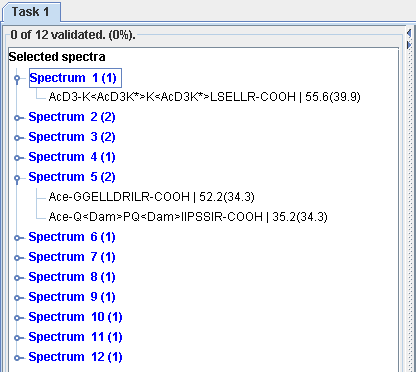 Task 1
0 of 12 validated. (0%).
Selected spectra
Spectrum 1 (1)
AcD3-K<AcD3K*>K<AcD3K*>LSELLR-COOH | 55.6(39.9)
Spectrum 2 (2)
Spectrum 3 (2)
Spectrum 4 (1)
Spectrum 5 (2)
Ace-GGELLDRILR-COOH | 52.2(34.3)
Ace-Q<Dam>PQ<Dam>IIPSSIR-COOH | 35.2(34.3)
Spectrum 6 (1)
Spectrum 7 (1)
Spectrum 8 (1)
Spectrum 9 (1)
Spectrum 10 (1)
Spectrum 11 (1)
Spectrum 12 (1)